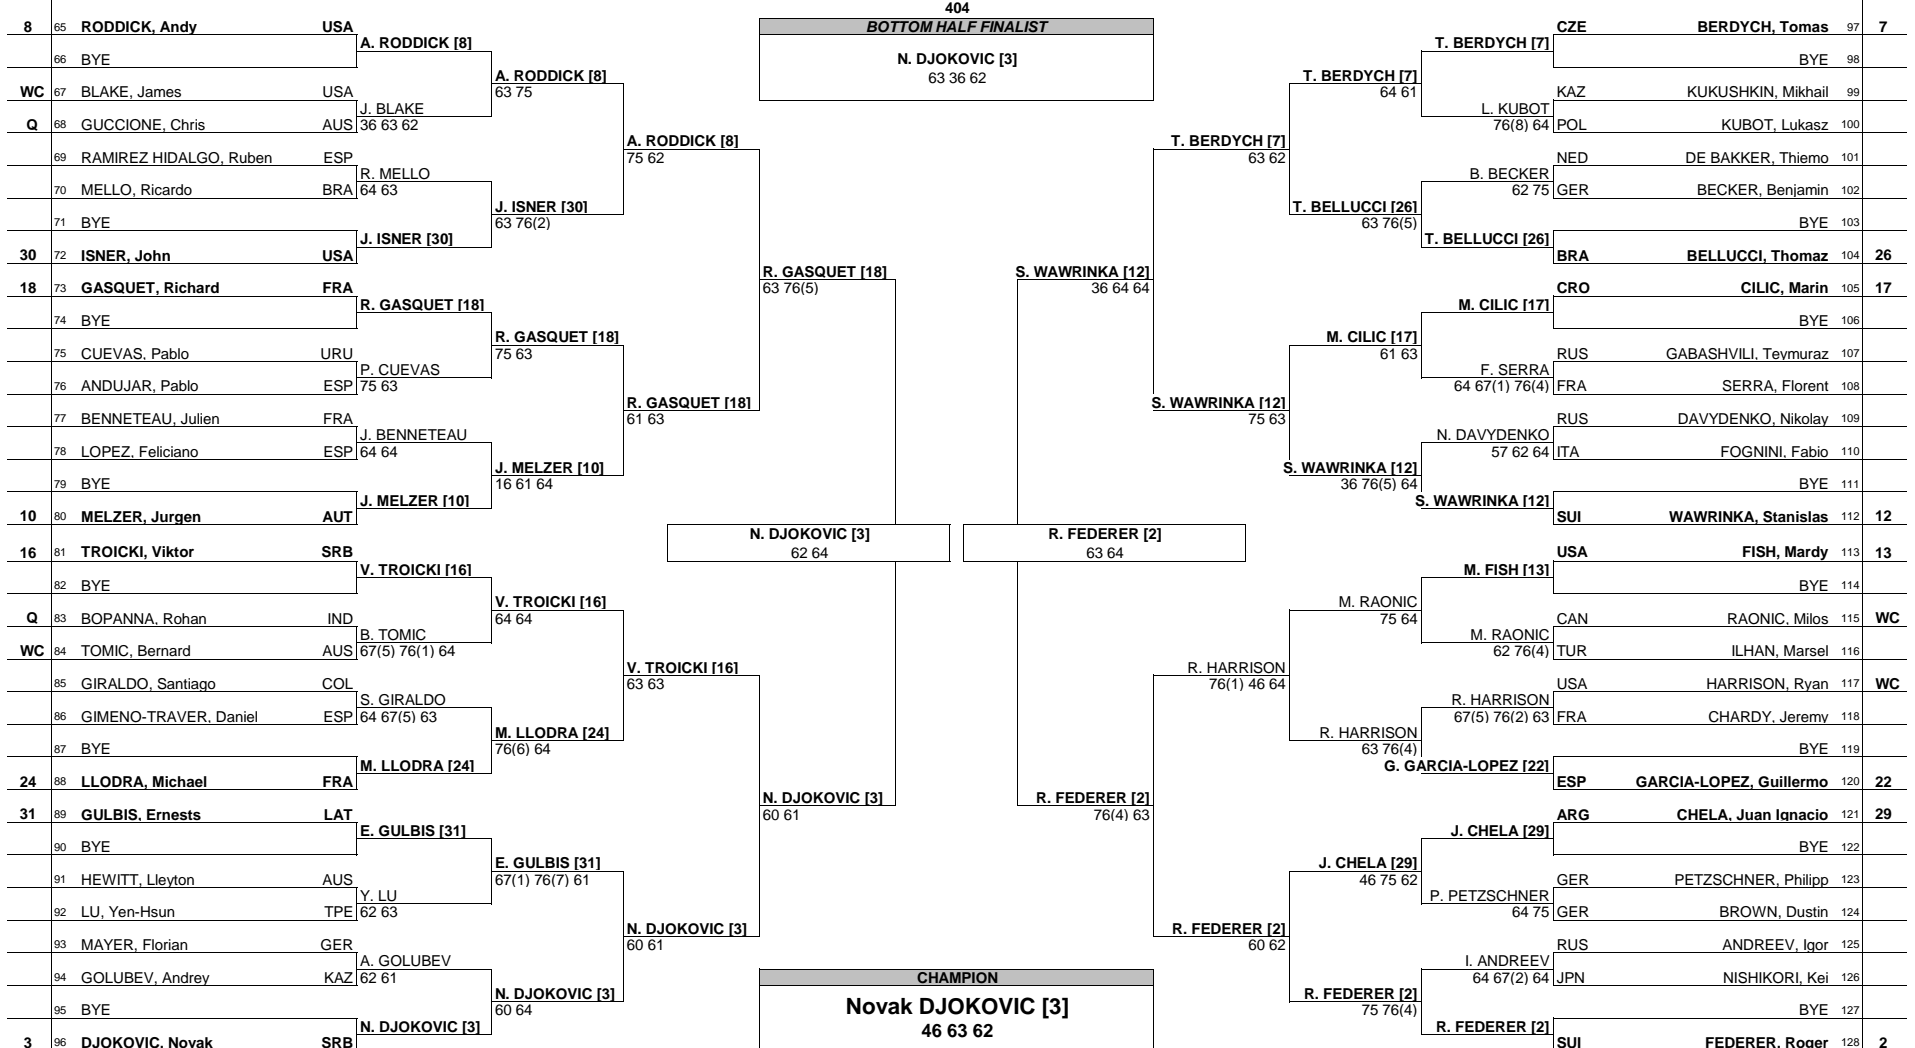 404
BOTTOM HALF FINALIST
N. DJOKOVIC [3]
63 36 62
8 65 RODDICK, Andy USA
A. RODDICK [8]
66 BYE
A. RODDICK [8]
63 75
WC 67 BLAKE, James USA
J. BLAKE
Q 68 GUCCIONE, Chris AUS 36 63 62
A. RODDICK [8]
75 62
69 RAMIREZ HIDALGO, Ruben ESP
R. MELLO
70 MELLO, Ricardo BRA 64 63
J. ISNER [30]
63 76(2)
71 BYE
J. ISNER [30]
30 72 ISNER, John USA
R. GASQUET [18]
63 76(5)
18 73 GASQUET, Richard FRA
R. GASQUET [18]
74 BYE
R. GASQUET [18]
75 63
75 CUEVAS, Pablo URU
P. CUEVAS
76 ANDUJAR, Pablo ESP 75 63
R. GASQUET [18]
61 63
77 BENNETEAU, Julien FRA
J. BENNETEAU
78 LOPEZ, Feliciano ESP 64 64
J. MELZER [10]
16 61 64
79 BYE
J. MELZER [10]
10 80 MELZER, Jurgen AUT
N. DJOKOVIC [3]
62 64
16 81 TROICKI, Viktor SRB
V. TROICKI [16]
82 BYE
V. TROICKI [16]
64 64
Q 83 BOPANNA, Rohan IND
B. TOMIC
WC 84 TOMIC, Bernard AUS 67(5) 76(1) 64
V. TROICKI [16]
63 63
85 GIRALDO, Santiago COL
S. GIRALDO
86 GIMENO-TRAVER, Daniel ESP 64 67(5) 63
M. LLODRA [24]
76(6) 64
87 BYE
M. LLODRA [24]
24 88 LLODRA, Michael FRA
N. DJOKOVIC [3]
60 61
31 89 GULBIS, Ernests LAT
E. GULBIS [31]
90 BYE
E. GULBIS [31]
67(1) 76(7) 61
91 HEWITT, Lleyton AUS
Y. LU
92 LU, Yen-Hsun TPE 62 63
N. DJOKOVIC [3]
60 61
93 MAYER, Florian GER
A. GOLUBEV
94 GOLUBEV, Andrey KAZ 62 61
N. DJOKOVIC [3]
60 64
95 BYE
N. DJOKOVIC [3]
3 96 DJOKOVIC, Novak SRB
CZE BERDYCH, Tomas 97 7
T. BERDYCH [7]
BYE 98
T. BERDYCH [7]
64 61
KAZ KUKUSHKIN, Mikhail 99
L. KUBOT
76(8) 64 POL KUBOT, Lukasz 100
T. BERDYCH [7]
63 62
NED DE BAKKER, Thiemo 101
B. BECKER
62 75 GER BECKER, Benjamin 102
T. BELLUCCI [26]
63 76(5)
BYE 103
T. BELLUCCI [26]
BRA BELLUCCI, Thomaz 104 26
S. WAWRINKA [12]
36 64 64
CRO CILIC, Marin 105 17
M. CILIC [17]
BYE 106
M. CILIC [17]
61 63
RUS GABASHVILI, Teymuraz 107
F. SERRA
64 67(1) 76(4) FRA SERRA, Florent 108
S. WAWRINKA [12]
75 63
RUS DAVYDENKO, Nikolay 109
N. DAVYDENKO
57 62 64 ITA FOGNINI, Fabio 110
S. WAWRINKA [12]
36 76(5) 64
BYE 111
S. WAWRINKA [12]
SUI WAWRINKA, Stanislas 112 12
R. FEDERER [2]
63 64
USA FISH, Mardy 113 13
M. FISH [13]
BYE 114
M. RAONIC
75 64
CAN RAONIC, Milos 115 WC
M. RAONIC
62 76(4) TUR ILHAN, Marsel 116
R. HARRISON
76(1) 46 64
USA HARRISON, Ryan 117 WC
R. HARRISON
67(5) 76(2) 63 FRA CHARDY, Jeremy 118
R. HARRISON
63 76(4)
BYE 119
G. GARCIA-LOPEZ [22]
ESP GARCIA-LOPEZ, Guillermo 120 22
R. FEDERER [2]
76(4) 63
ARG CHELA, Juan Ignacio 121 29
J. CHELA [29]
BYE 122
J. CHELA [29]
46 75 62
GER PETZSCHNER, Philipp 123
P. PETZSCHNER
64 75 GER BROWN, Dustin 124
R. FEDERER [2]
60 62
RUS ANDREEV, Igor 125
I. ANDREEV
64 67(2) 64 JPN NISHIKORI, Kei 126
R. FEDERER [2]
75 76(4)
BYE 127
R. FEDERER [2]
SUI FEDERER, Roger 128 2
CHAMPION
Novak DJOKOVIC [3]
46 63 62